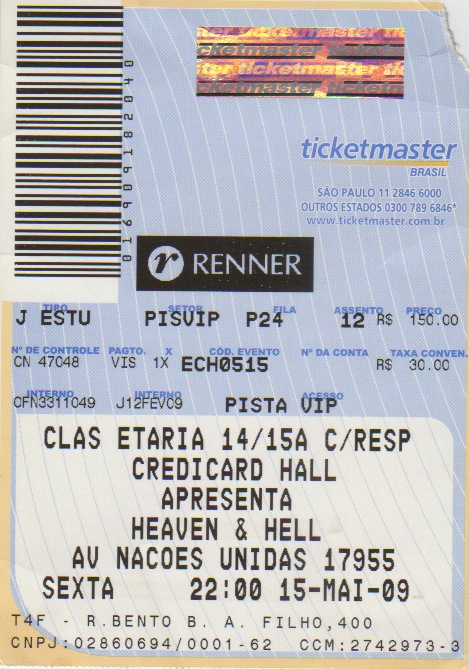 ticketmaster
ticketmaster
ticketmaster
ticketmaster
016909182040
ticketmaster
BRASIL
SÃO PAULO 11 2846 6000
OUTROS ESTADOS 0300 789 6846*
www.ticketmaster.com.br
r RENNER
TIPO SETOR FILA ASSENTO PREÇO
J ESTU PISVIP P24 12 R$ 150.00
Nº DE CONTROLE PAGTO. X CÓD. EVENTO Nº DA CONTA TAXA CONVEN.
CN 47048 VIS 1X ECH0515 R$ 30.00
INTERNO INTERNO ACESSO
CFN3311049 J12FEV09 PISTA VIP
CLAS ETARIA 14/15A C/RESP
CREDICARD HALL
APRESENTA
HEAVEN & HELL
AV NACOES UNIDAS 17955
SEXTA 22:00 15-MAI-09
T4F - R.BENTO B. A. FILHO,400
CNPJ:02860694/0001-62 CCM:2742973-3